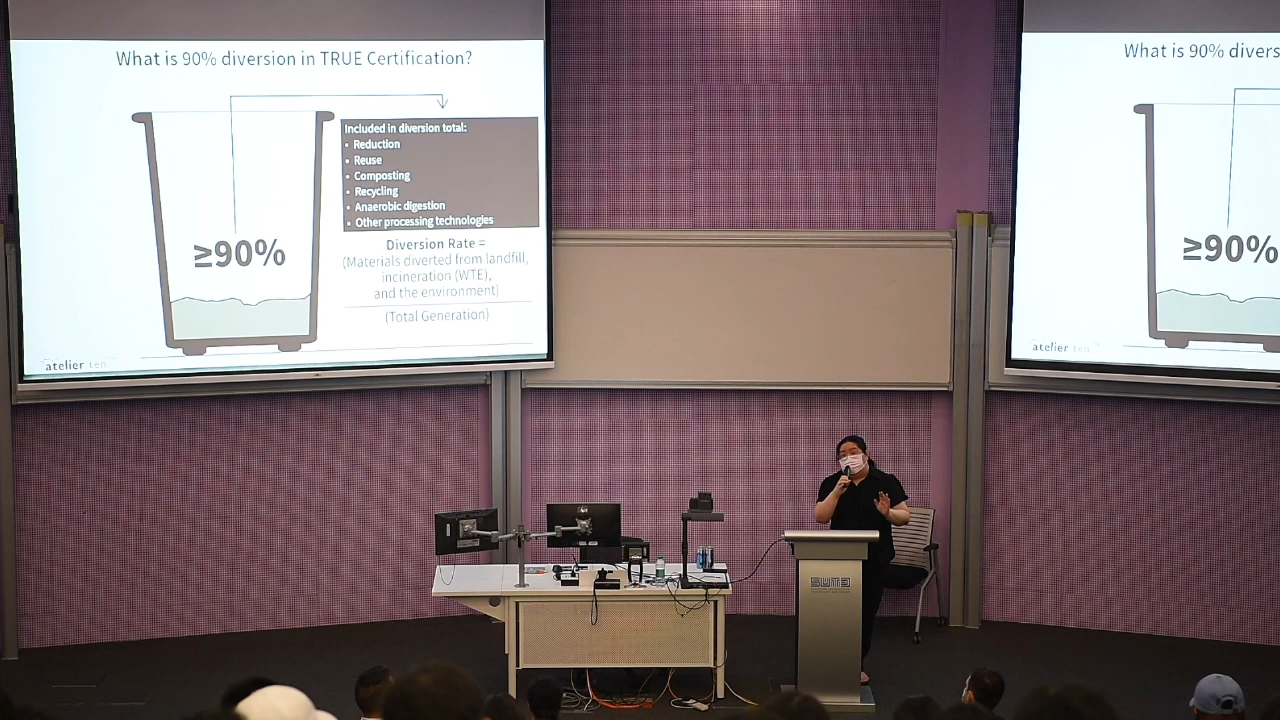 What is 90% diversion in TRUE Certification?
Included in diversion total:
• Reduction
• Reuse
• Composting
• Recycling
• Anaerobic digestion
• Other processing technologies
≥90%
Diversion Rate =
(Materials diverted from landfill,
incineration (WTE),
and the environment)
(Total Generation)
atelier ten
What is 90% divers
≥90%
atelier ten